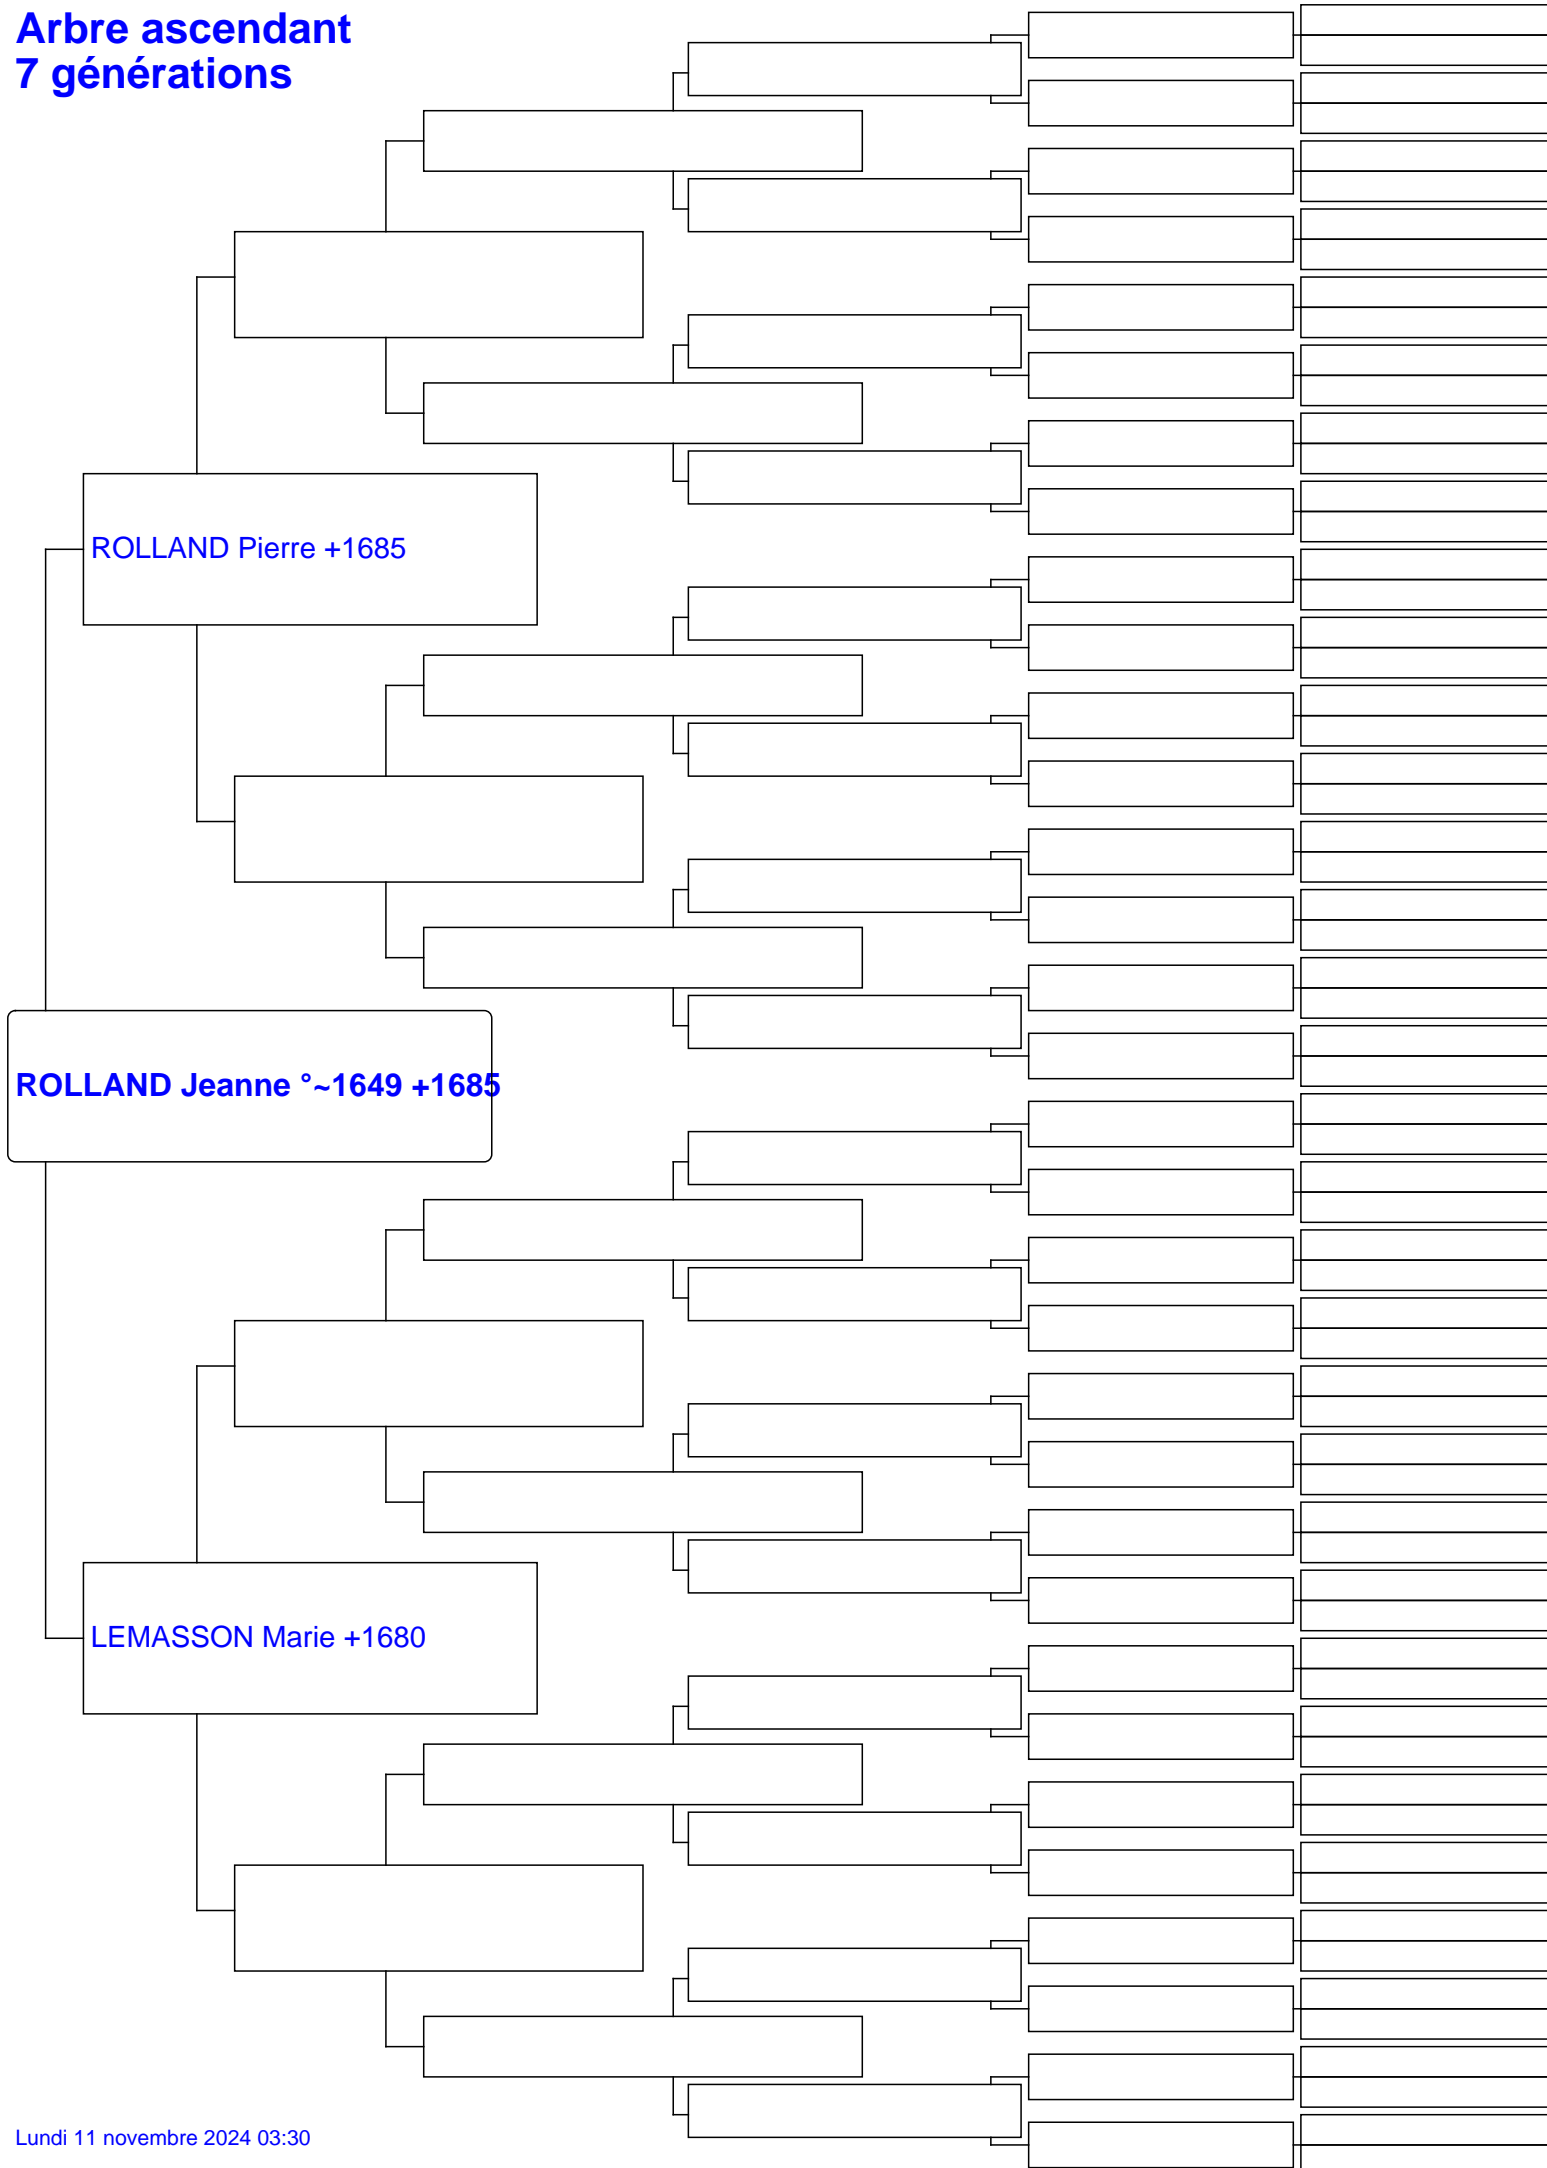 Arbre ascendant
7 générations
ROLLAND Pierre +1685
ROLLAND Jeanne °~1649 +1685
LEMASSON Marie +1680
Lundi 11 novembre 2024 03:30